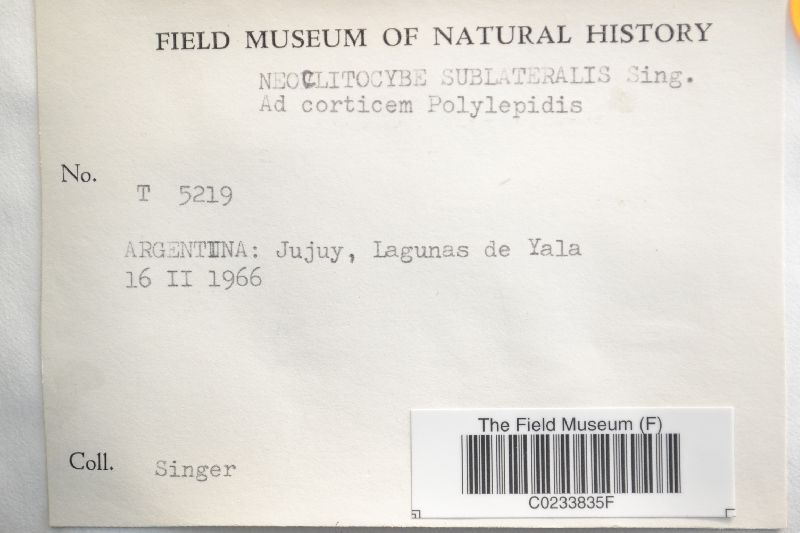 FIELD MUSEUM OF NATURAL HISTORY
NEOCLITOCYBE SUBLATERALIS Sing.
Ad corticem Polylepidis
No. T 5219
ARGENTINA: Jujuy, Lagunas de Yala
16 II 1966
Coll. Singer
The Field Museum (F)
C0233835F